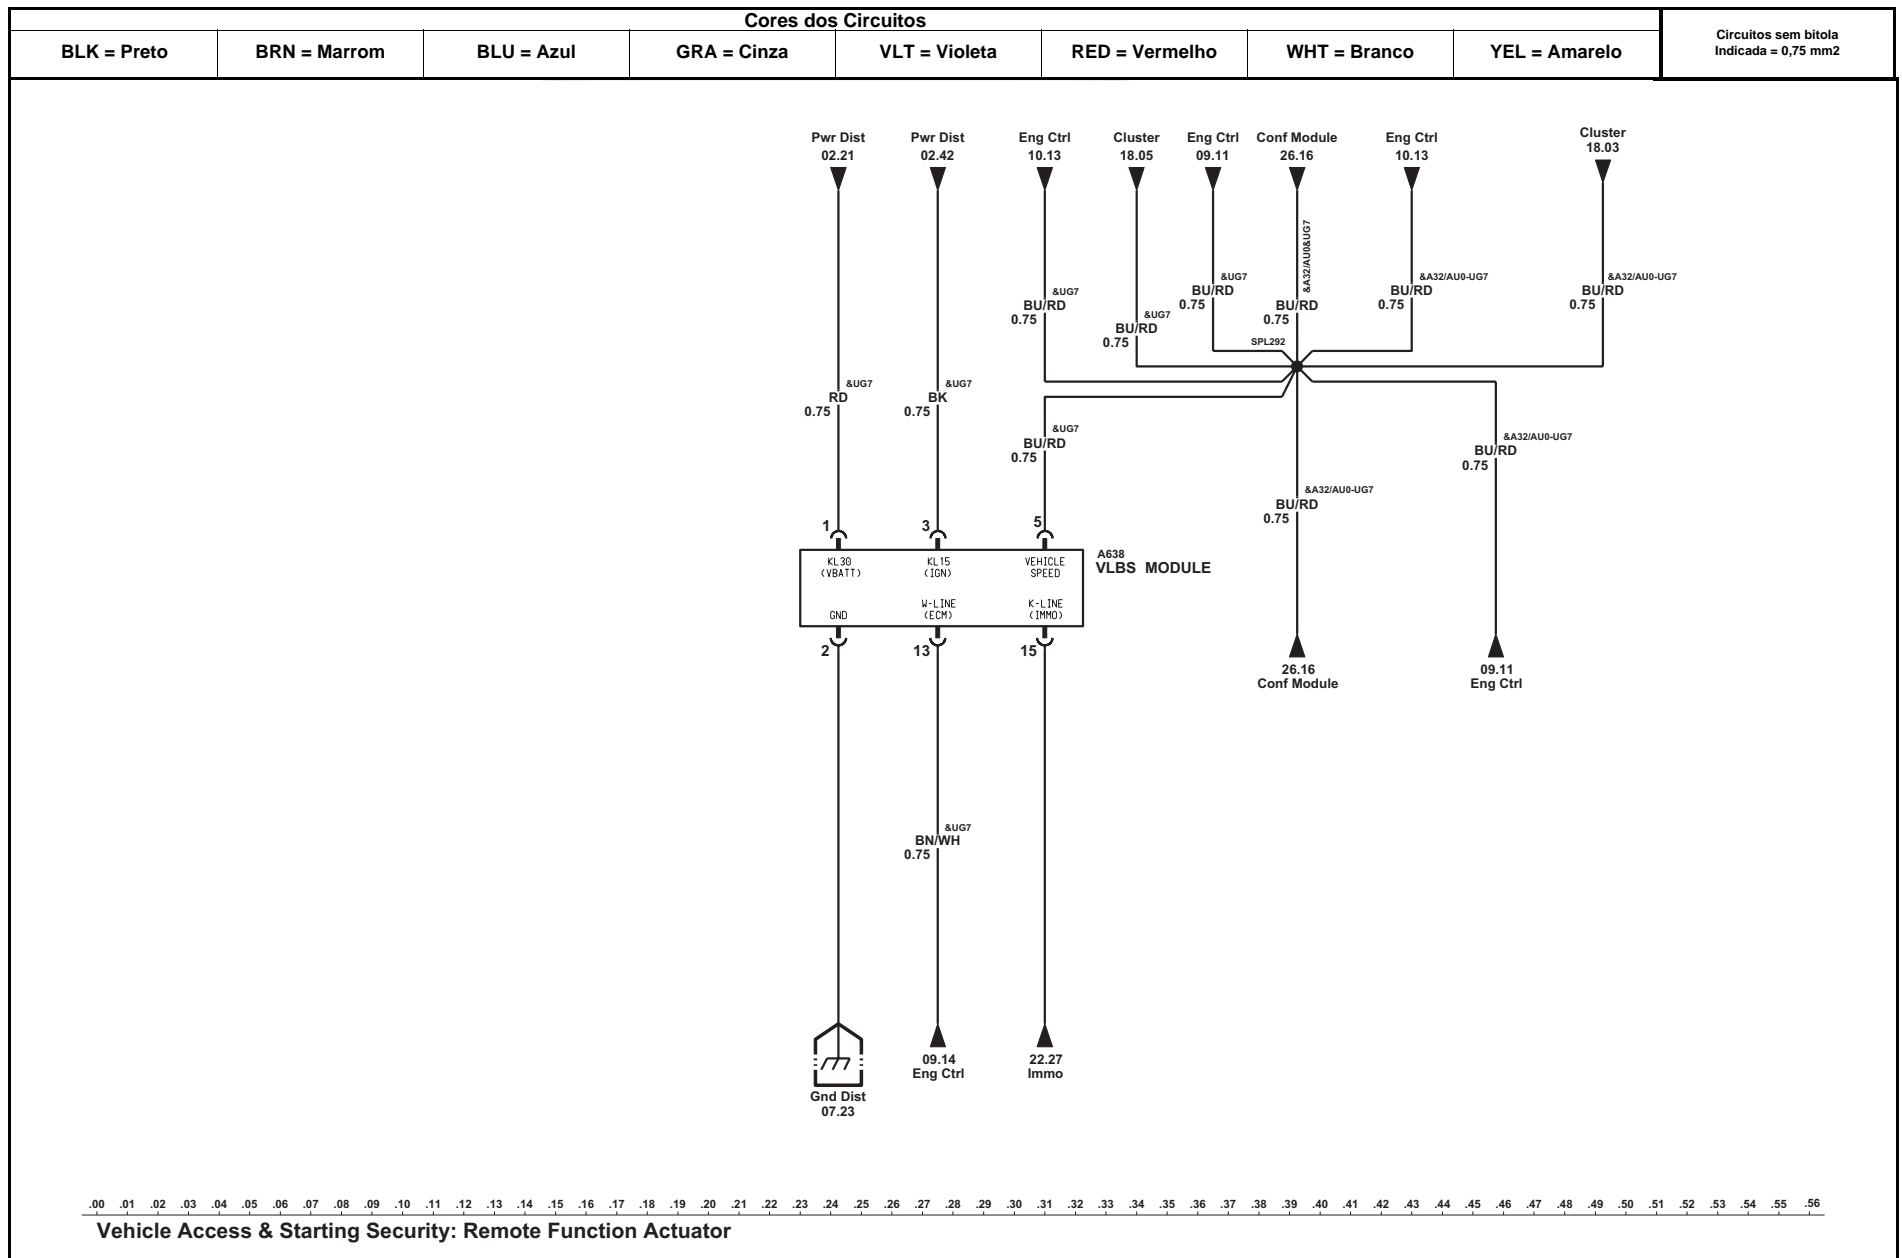 Cores dos Circuitos
BLK = Preto
BRN = Marrom
BLU = Azul
GRA = Cinza
VLT = Violeta
RED = Vermelho
WHT = Branco
YEL = Amarelo
Circuitos sem bitola
Indicada = 0,75 mm2
Pwr Dist
02.21
Pwr Dist
02.42
Eng Ctrl
10.13
Cluster
18.05
Eng Ctrl
09.11
Conf Module
26.16
Eng Ctrl
10.13
Cluster
18.03
&UG7
RD
0.75
&UG7
BK
0.75
&UG7
BU/RD
0.75
&UG7
BU/RD
0.75
&UG7
BU/RD
0.75
&A32/AU0&UG7
BU/RD
0.75
&A32/AU0-UG7
BU/RD
0.75
&A32/AU0-UG7
BU/RD
0.75
SPL292
&UG7
BU/RD
0.75
&A32/AU0-UG7
BU/RD
0.75
&A32/AU0-UG7
BU/RD
0.75
1
3
5
KL30
(VBATT)
KL15
(IGN)
VEHICLE
SPEED
A638
VLBS MODULE
GND
W-LINE
(ECM)
K-LINE
(IMMO)
2
13
15
26.16
Conf Module
09.11
Eng Ctrl
&UG7
BN/WH
0.75
Gnd Dist
07.23
09.14
Eng Ctrl
22.27
Immo
.00 .01 .02 .03 .04 .05 .06 .07 .08 .09 .10 .11 .12 .13 .14 .15 .16 .17 .18 .19 .20 .21 .22 .23 .24 .25 .26 .27 .28 .29 .30 .31 .32 .33 .34 .35 .36 .37 .38 .39 .40 .41 .42 .43 .44 .45 .46 .47 .48 .49 .50 .51 .52 .53 .54 .55 .56
Vehicle Access & Starting Security: Remote Function Actuator